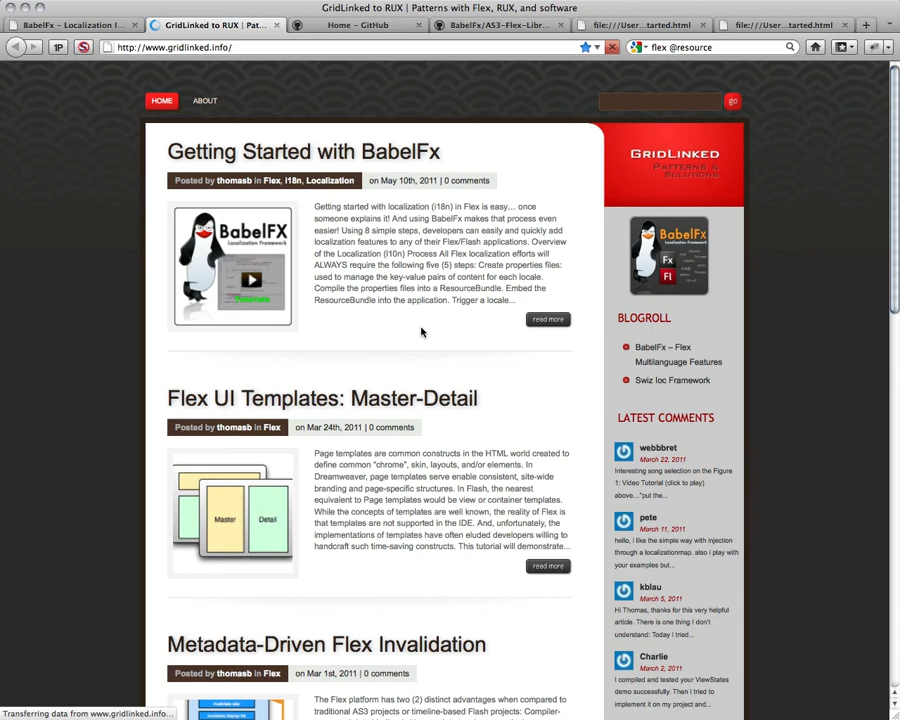 GridLinked to RUX | Patterns with Flex, RUX, and software
BabelFx – Localization I... × GridLinked to RUX | Pat... × Home – GitHub × BabelFx/AS3-Flex-Libr... × file:///User...tarted.html × file:///User...tarted.html × +
1P http://www.gridlinked.info/ flex @resource
HOME ABOUT go
GRIDLINKED
PATTERNS &
SOLUTIONS
Getting Started with BabelFx
Posted by thomasb in Flex, I18n, Localization on May 10th, 2011 | 0 comments
BabelFX
Localization Framework
Getting started with localization (i18n) in Flex is easy... once
someone explains it! And using BabelFx makes that process even
easier! Using 8 simple steps, developers can easily and quickly add
localization features to any of their Flex/Flash applications. Overview
of the Localization (l10n) Process All Flex localization efforts will
ALWAYS require the following five (5) steps: Create properties files:
used to manage the key-value pairs of content for each locale.
Compile the properties files into a ResourceBundle. Embed the
ResourceBundle into the application. Trigger a locale...
read more
Flex UI Templates: Master-Detail
Posted by thomasb in Flex on Mar 24th, 2011 | 0 comments
Master Detail
Page templates are common constructs in the HTML world created to
define common "chrome", skin, layouts, and/or elements. In
Dreamweaver, page templates serve enable consistent, site-wide
branding and page-specific structures. In Flash, the nearest
equivalent to Page templates would be view or container templates.
While the concepts of templates are well known, the reality of Flex is
that templates are not supported in the IDE. And, unfortunately, the
implementations of templates have often eluded developers willing to
handcraft such time-saving constructs. This tutorial will demonstrate...
read more
Metadata-Driven Flex Invalidation
Posted by thomasb in Flex on Mar 1st, 2011 | 0 comments
The Flex platform has two (2) distinct advantages when compared to
traditional AS3 projects or timeline-based Flash projects: Compiler-
BabelFx
Localization Framework
Fx
Fl
BLOGROLL
BabelFx – Flex
Multilanguage Features
Swiz Ioc Framework
LATEST COMMENTS
webbbret
March 22, 2011
Interesting song selection on the Figure
1: Video Tutorial (click to play)
above..."put the...
pete
March 11, 2011
hello, i like the simple way with injection
through a localizationmap. also i play with
your examples but...
kblau
March 5, 2011
Hi Thomas, thanks for this very helpful
article. There is one thing I don't
understand: Today I tried...
Charlie
March 2, 2011
I compiled and tested your ViewStates
demo successfully. Then I tried to
implement it of my project and...
Transferring data from www.gridlinked.info...